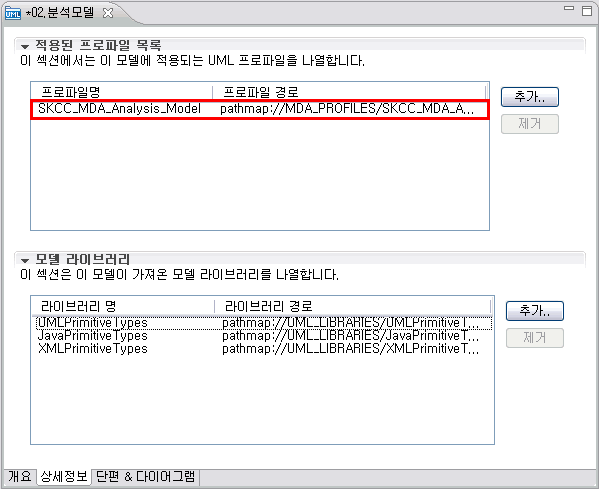 UML *02.분석모델
적용된 프로파일 목록
이 섹션에서는 이 모델에 적용되는 UML 프로파일을 나열합니다.
프로파일명 프로파일 경로
SKCC_MDA_Analysis_Model pathmap://MDA_PROFILES/SKCC_MDA_A...
추가..
제거
모델 라이브러리
이 섹션은 이 모델이 가져온 모델 라이브러리를 나열합니다.
라이브러리 명 라이브러리 경로
UMLPrimitiveTypes pathmap://UML_LIBRARIES/UMLPrimitiveT...
JavaPrimitiveTypes pathmap://UML_LIBRARIES/JavaPrimitiveT...
XMLPrimitiveTypes pathmap://UML_LIBRARIES/XMLPrimitiveT...
추가..
제거
개요 상세정보 단편 & 다이어그램